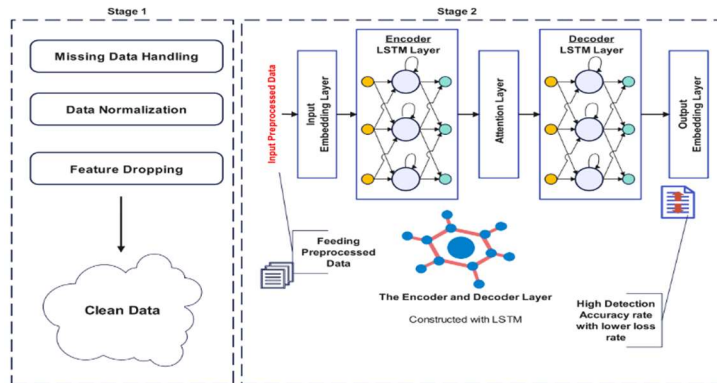 Stage 1
Missing Data Handling
Data Normalization
Feature Dropping
Clean Data
Stage 2
Input Preprocessed Data
Input
Embedding Layer
Encoder
LSTM Layer
Attention Layer
Decoder
LSTM Layer
Output
Embedding Layer
Feeding
Preprocessed
Data
The Encoder and Decoder Layer
Constructed with LSTM
High Detection
Accuracy rate
with lower loss
rate